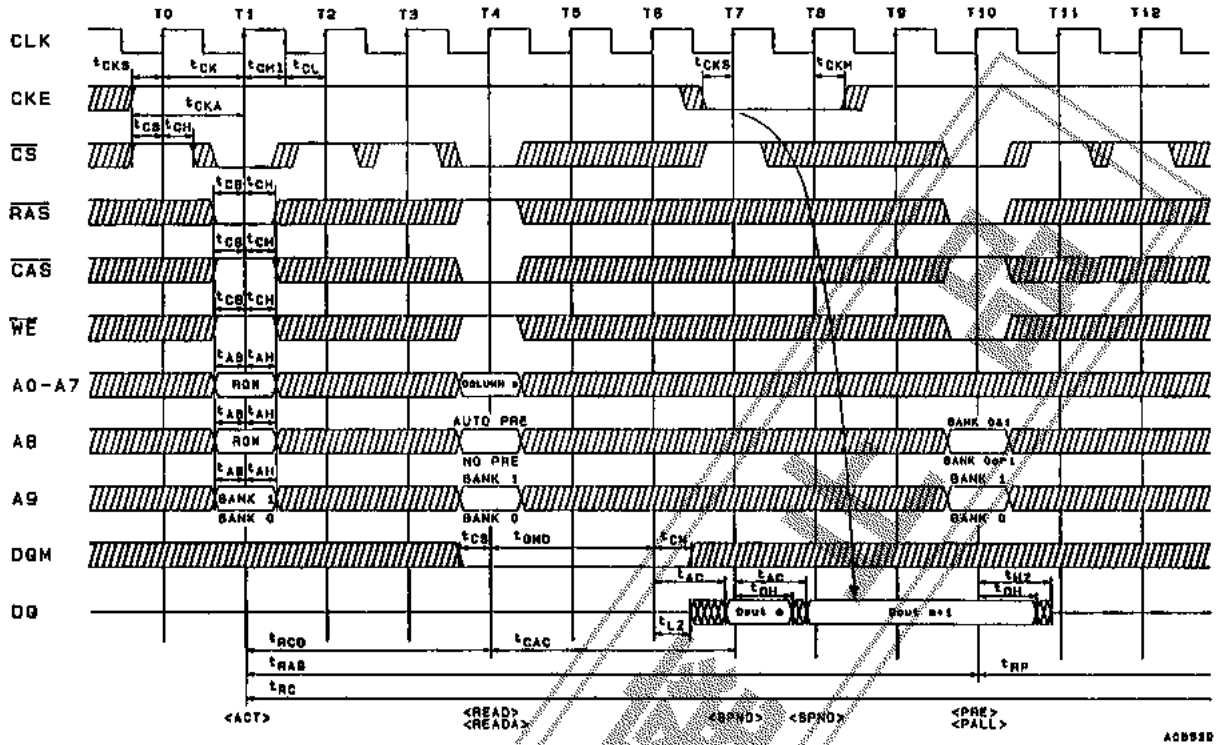 T0 T1 T2 T3 T4 T5 T6 T7 T8 T9 T10 T11 T12
CLK
tCKS tCK tCH1 tCL tCKS tCKH
CKE
tCKA
tCS tCH
CS
tCS tCH
RAS
tCS tCH
CAS
tCS tCH
WE
tAS tAH
A0-A7 ROW COLUMN
tAS tAH AUTO PRE BANK 0&1
A8 ROW
NO PRE BANK 0or1
tAS tAH BANK 1 BANK 1
A9 BANK 1
BANK 0 BANK 0 BANK 0
tCS tQMD tCH
DQM
tAC tAC tHZ
tOH tOH
DQ Dout m Dout m+1
tLZ
tRCD tCAC
tRAS tRP
tRC
<ACT> <READ> <SPND> <SPND> <PRE>
<READA> <PALL>